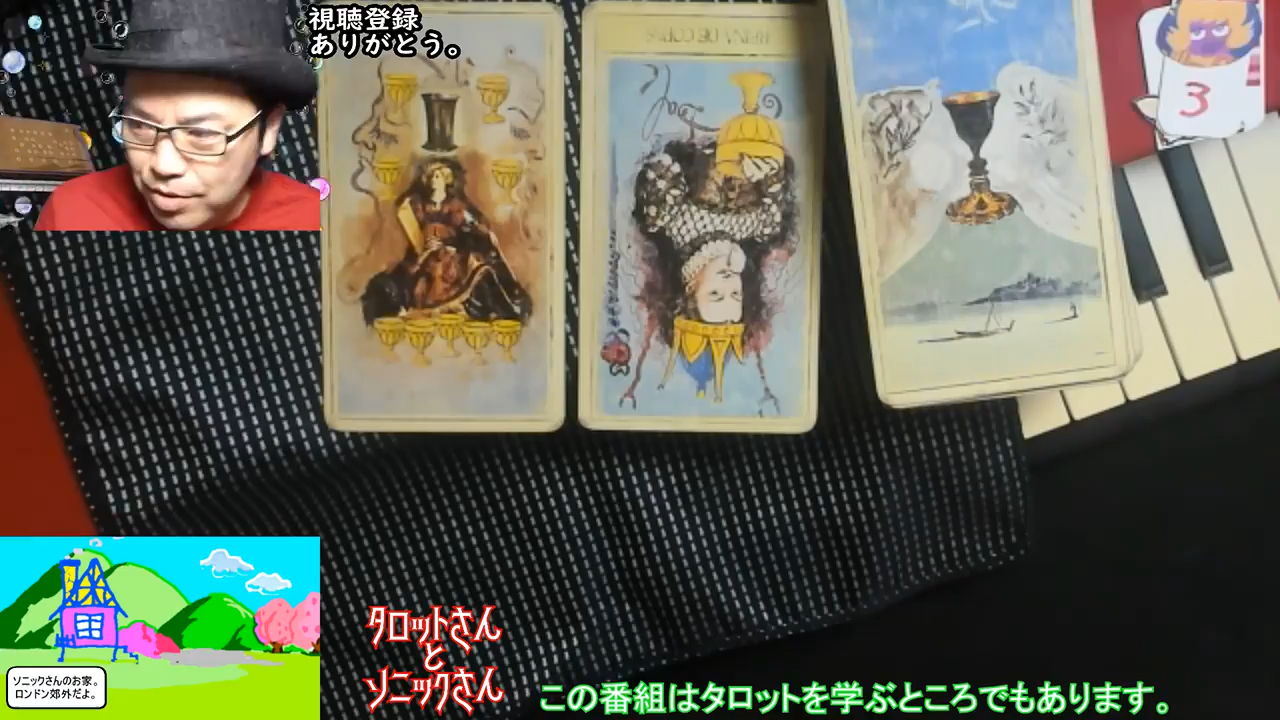 視聴登録
ありがとう。
REINA DE COPAS
3
ソニックさんのお家。
ロンドン郊外だよ。
タロットさん
と
ソニックさん
この番組はタロットを学ぶところでもあります。